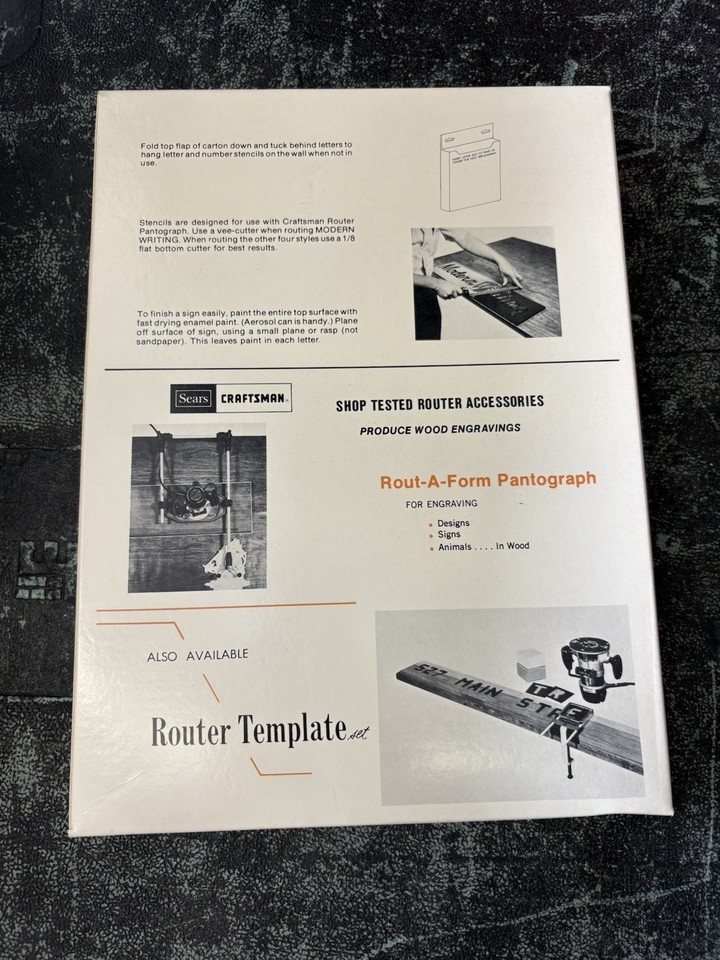 Fold top flap of carton down and tuck behind letters to
hang letter and number stencils on the wall when not in
use.
Stencils are designed for use with Craftsman Router
Pantograph. Use a vee-cutter when routing MODERN
WRITING. When routing the other four styles use a 1/8
flat bottom cutter for best results.
Modern
To finish a sign easily, paint the entire top surface with
fast drying enamel paint. (Aerosol can is handy.) Plane
off surface of sign, using a small plane or rasp (not
sandpaper). This leaves paint in each letter.
Sears CRAFTSMAN®
SHOP TESTED ROUTER ACCESSORIES
PRODUCE WOOD ENGRAVINGS
Rout-A-Form Pantograph
FOR ENGRAVING
• Designs
• Signs
• Animals . . . . In Wood
ALSO AVAILABLE
Router Template set
527 MAIN STRE
T R